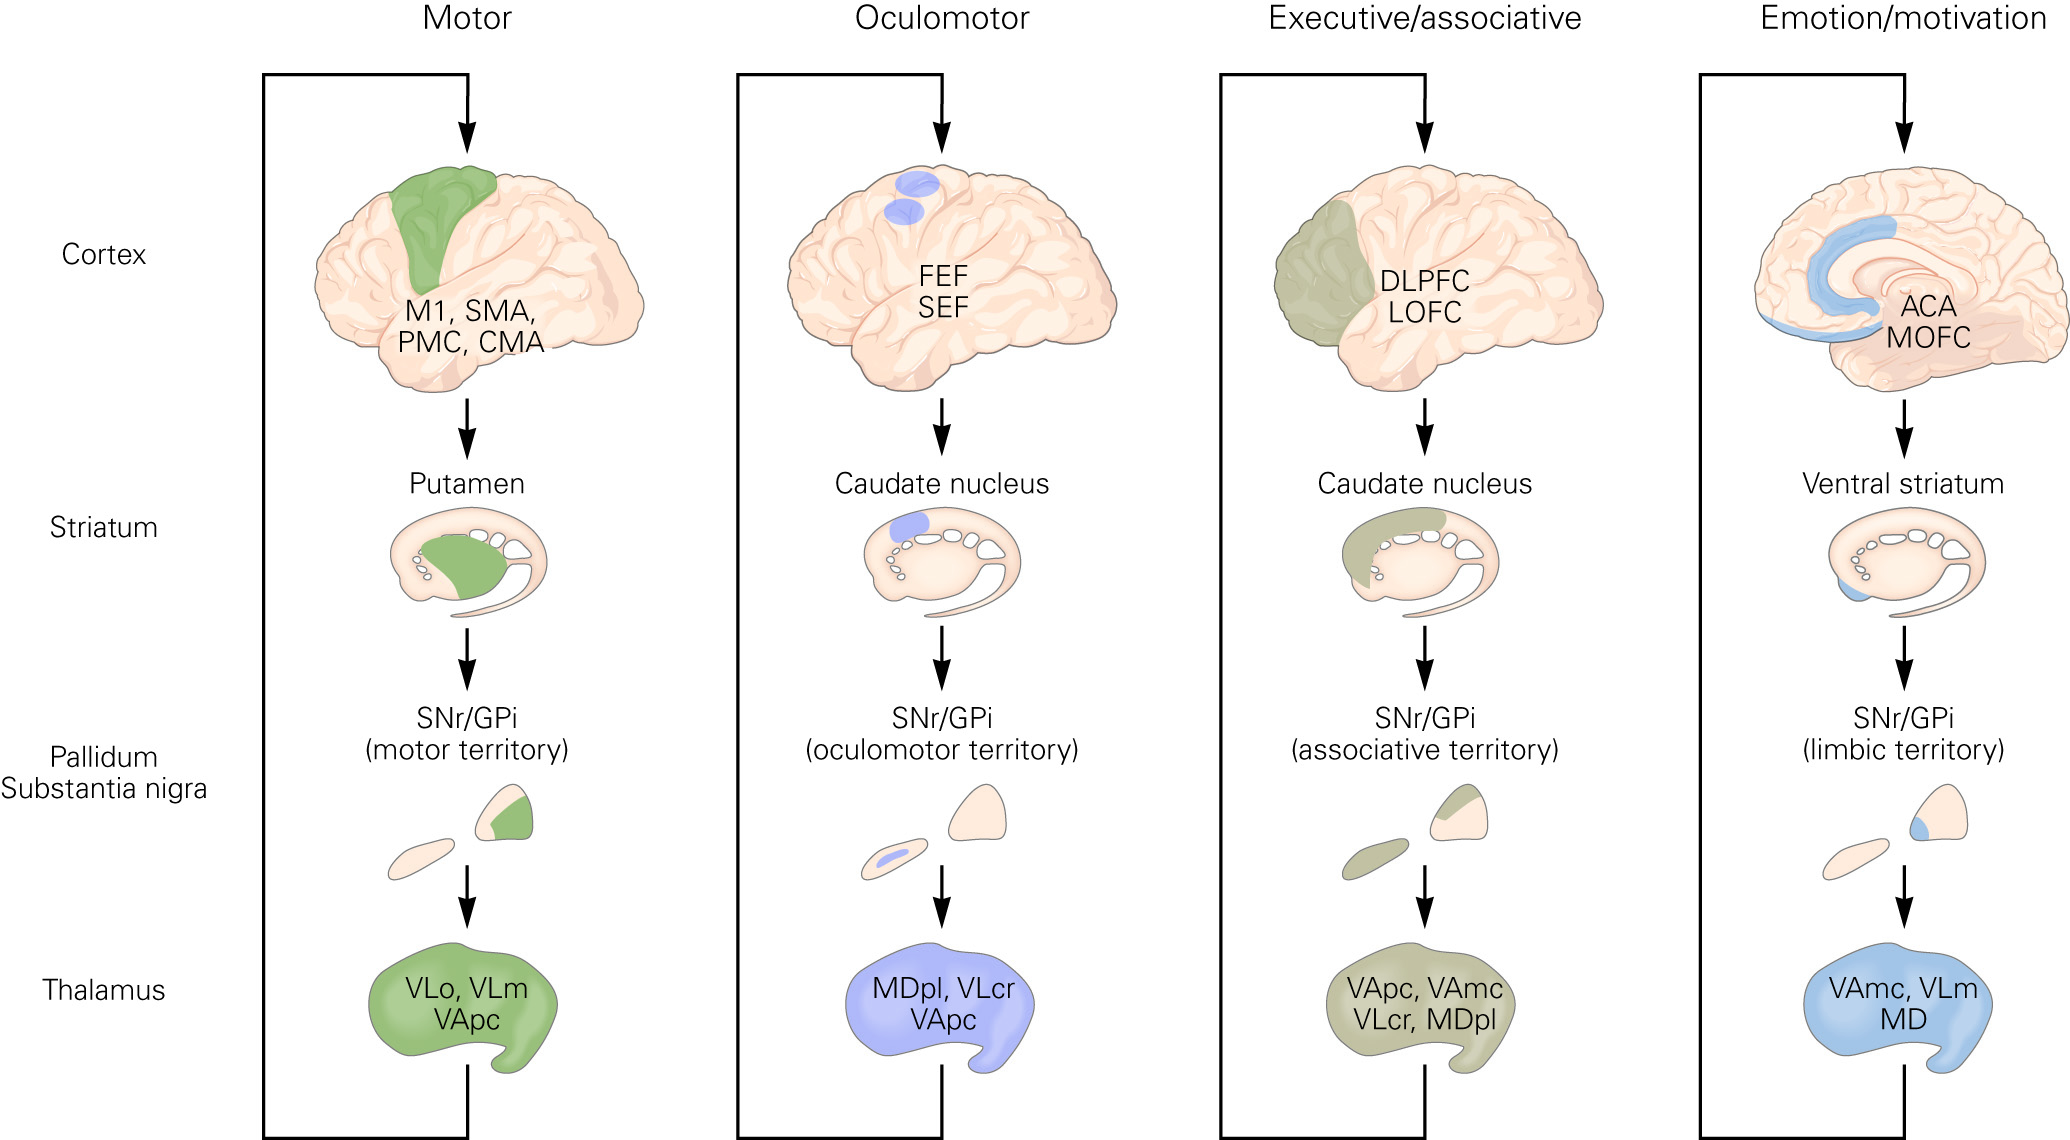 Motor
Oculomotor
Executive/associative
Emotion/motivation
Cortex
M1, SMA,
PMC, CMA
FEF
SEF
DLPFC
LOFC
ACA
MOFC
Striatum
Putamen
Caudate nucleus
Caudate nucleus
Ventral striatum
Pallidum
Substantia nigra
SNr/GPi
(motor territory)
SNr/GPi
(oculomotor territory)
SNr/GPi
(associative territory)
SNr/GPi
(limbic territory)
Thalamus
VLo, VLm
VApc
MDpl, VLcr
VApc
VApc, VAmc
VLcr, MDpl
VAmc, VLm
MD